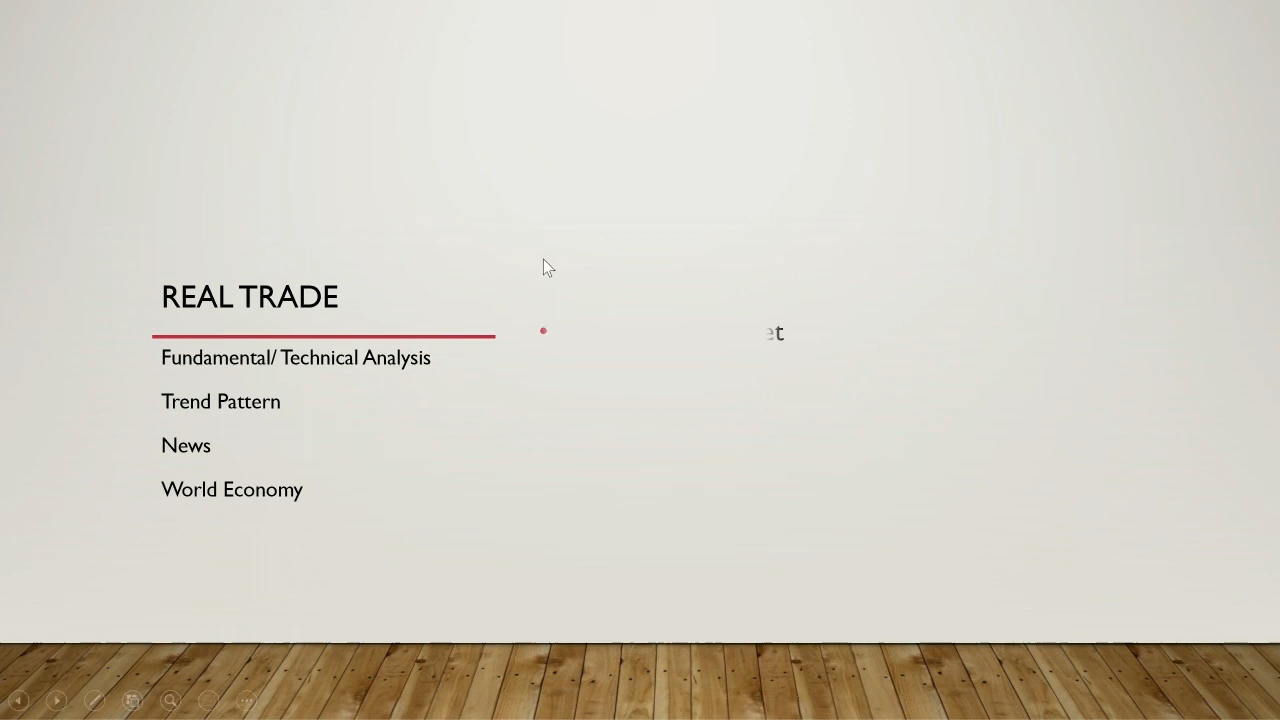 REAL TRADE
Fundamental/ Technical Analysis
Trend Pattern
News
World Economy